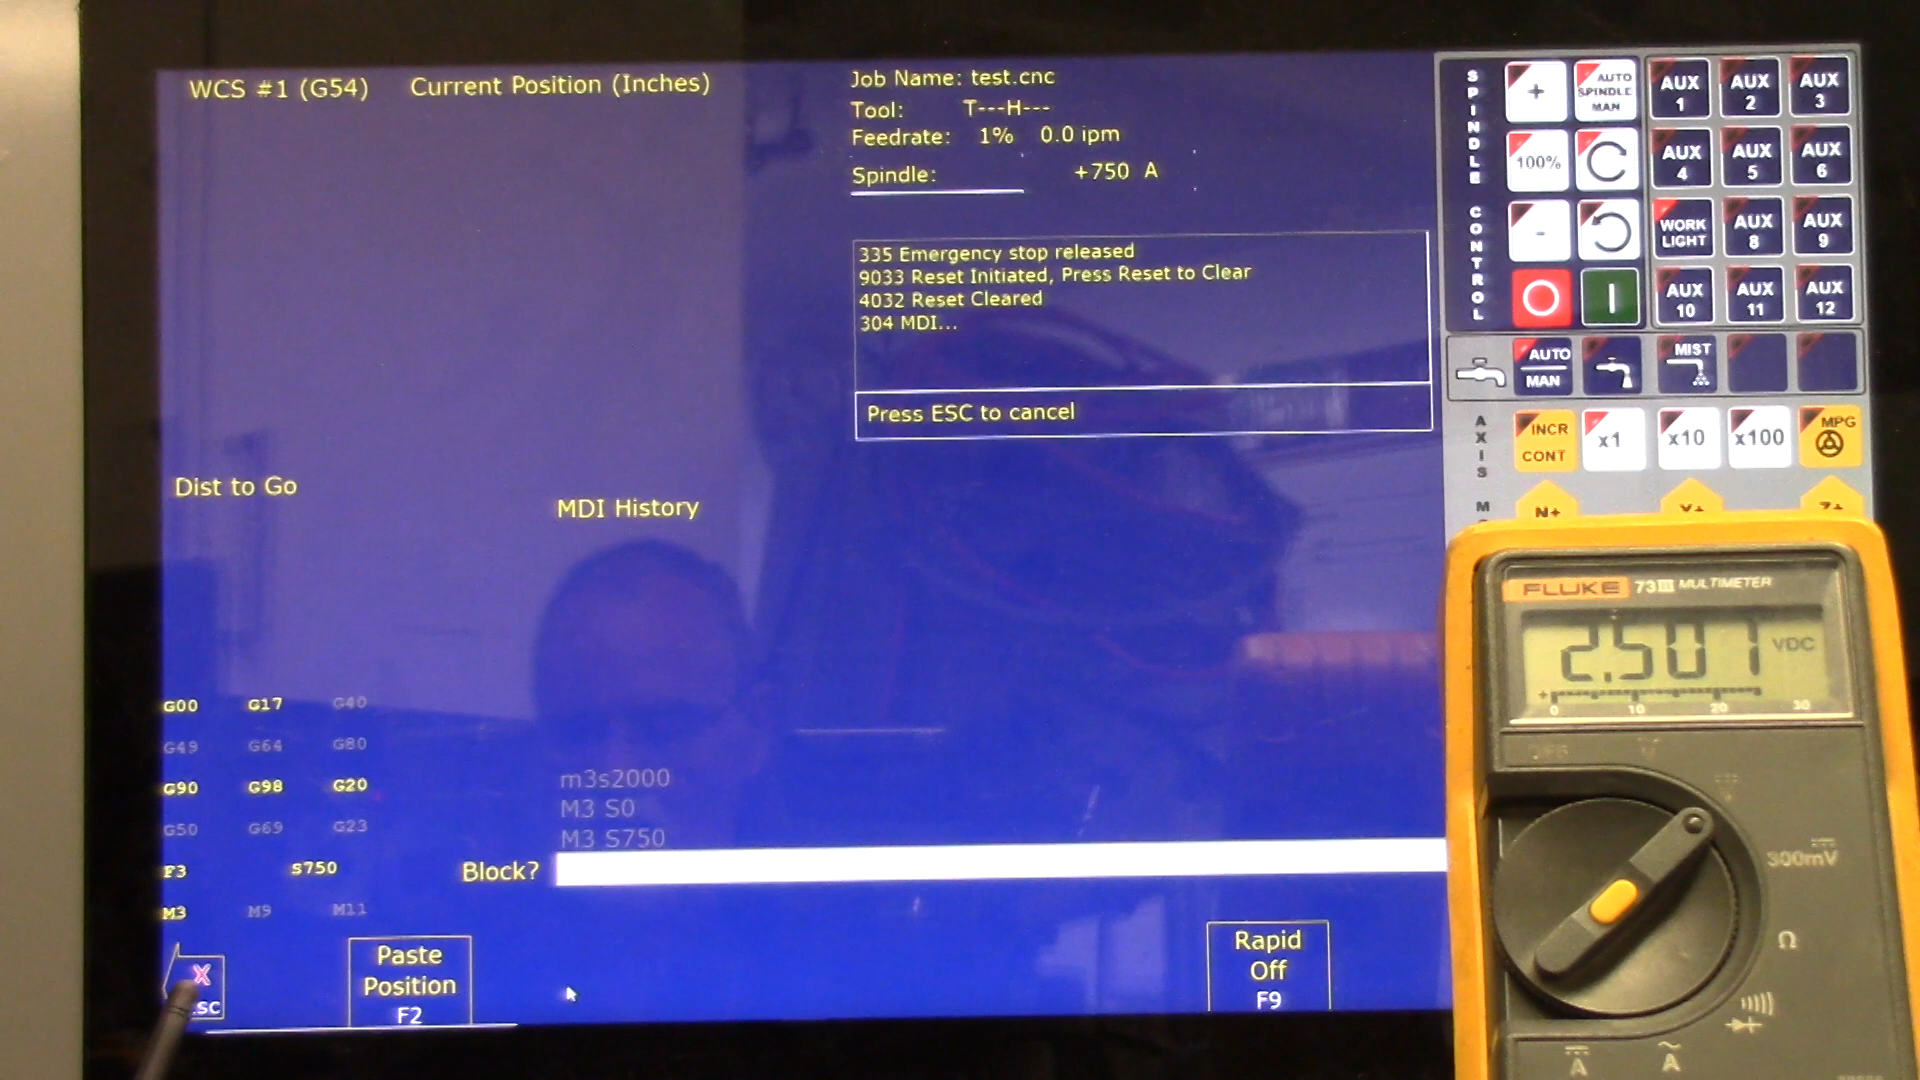 WCS #1 (G54) Current Position (Inches)
Job Name: test.cnc
Tool: T---H---
Feedrate: 1% 0.0 ipm
Spindle: +750 A
335 Emergency stop released
9033 Reset Initiated, Press Reset to Clear
4032 Reset Cleared
304 MDI...
Press ESC to cancel
Dist to Go
MDI History
m3s2000
M3 S0
M3 S750
Block?
G00 G17 G40
G49 G64 G80
G90 G98 G20
G50 G69 G23
F3 S750
M3 M9 M11
X
Paste
Position
F2
Rapid
Off
F9
SPINDLE CONTROL
+
AUTO
SPINDLE
MAN
100%
-
AUX
1
AUX
2
AUX
3
AUX
4
AUX
5
AUX
6
WORK
LIGHT
AUX
8
AUX
9
AUX
10
AUX
11
AUX
12
AUTO
MAN
MIST
AXIS
INCR
CONT
x1
x10
x100
MPG
FLUKE 73III MULTIMETER
2.507 VDC
0 10 20 30
OFF
300mV
Ω
A
A